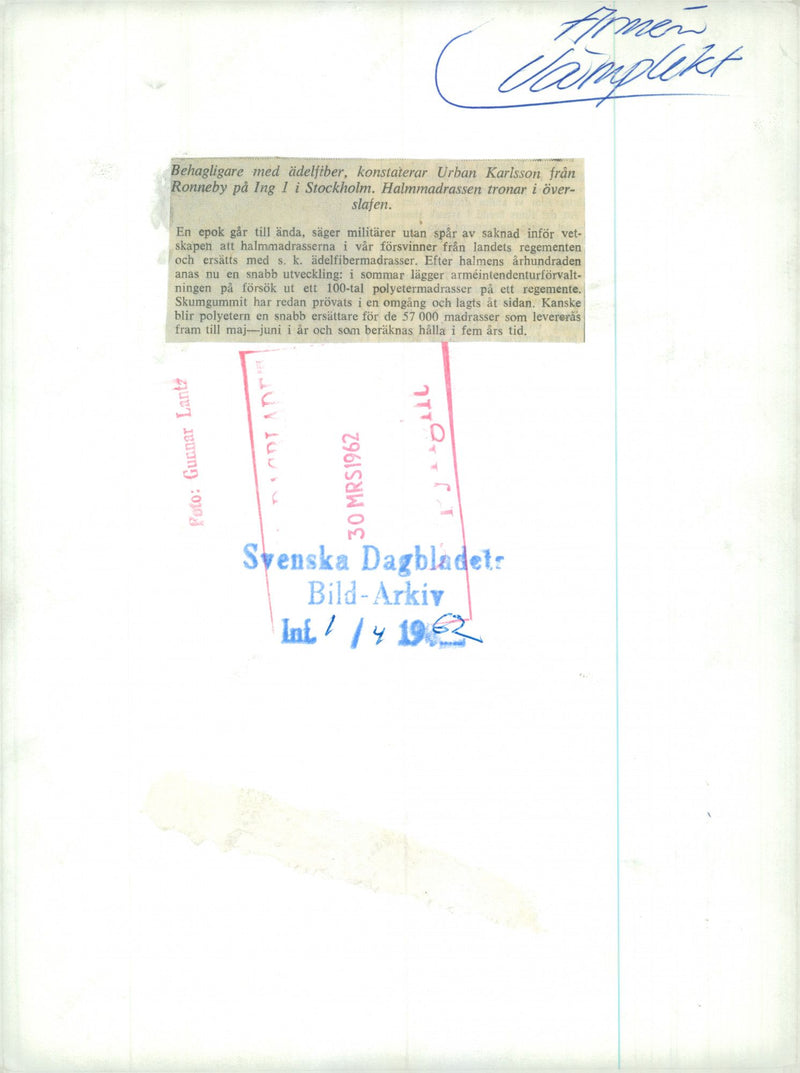 Armén
Värnplikt
Behagligare med ädelfiber, konstaterar Urban Karlsson från
Ronneby på Ing 1 i Stockholm. Halmmadrassen tronar i över-
slafen.
En epok går till ända, säger militärer utan spår av saknad inför vet-
skapen att halmmadrasserna i vår försvinner från landets regementen
och ersätts med s. k. ädelfibermadrasser. Efter halmens århundraden
anas nu en snabb utveckling: i sommar lägger arméintendenturförvalt-
ningen på försök ut ett 100-tal polyetermadrasser på ett regemente.
Skumgummit har redan prövats i en omgång och lagts åt sidan. Kanske
blir polyetern en snabb ersättare för de 57 000 madrasser som levererås
fram till maj—juni i år och som beräknas hålla i fem års tid.
Foto: Gunnar Lantz
30 MRS1962
Svenska Dagbladets
Bild-Arkiv
Inf. 1 / 4 1962